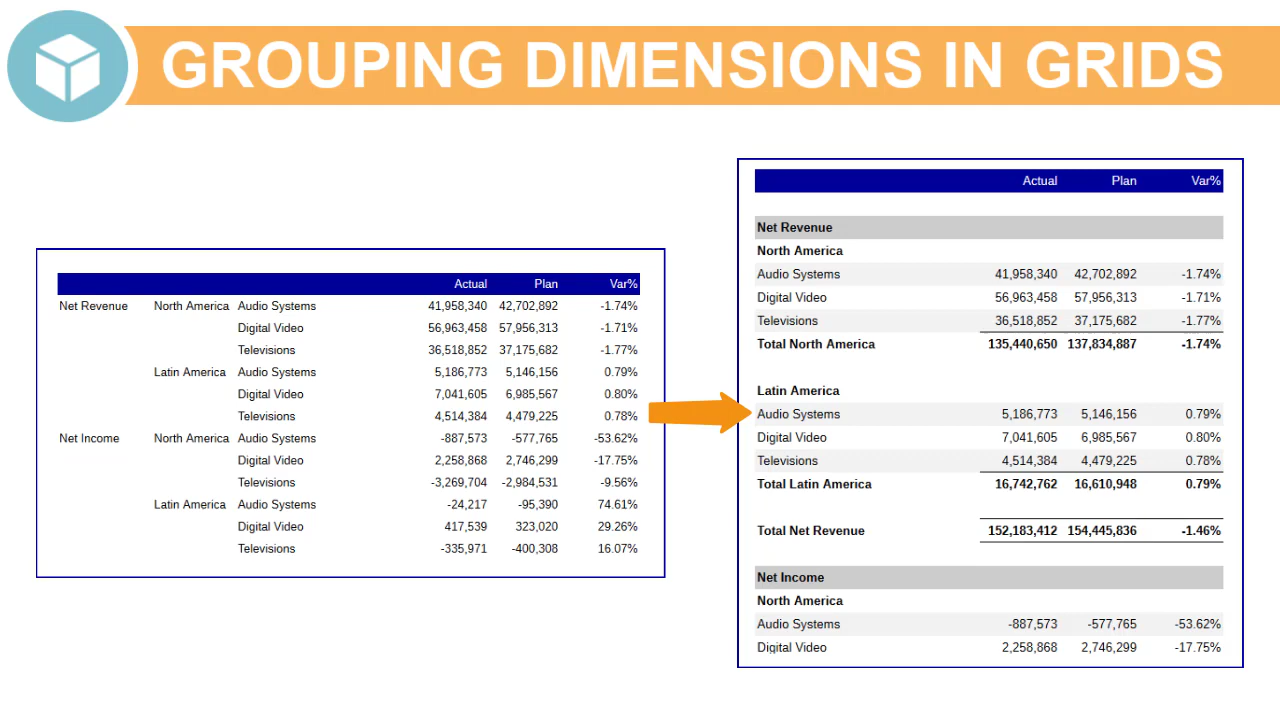 GROUPING DIMENSIONS IN GRIDS
Actual Plan Var%
Net Revenue North America Audio Systems 41,958,340 42,702,892 -1.74%
Digital Video 56,963,458 57,956,313 -1.71%
Televisions 36,518,852 37,175,682 -1.77%
Latin America Audio Systems 5,186,773 5,146,156 0.79%
Digital Video 7,041,605 6,985,567 0.80%
Televisions 4,514,384 4,479,225 0.78%
Net Income North America Audio Systems -887,573 -577,765 -53.62%
Digital Video 2,258,868 2,746,299 -17.75%
Televisions -3,269,704 -2,984,531 -9.56%
Latin America Audio Systems -24,217 -95,390 74.61%
Digital Video 417,539 323,020 29.26%
Televisions -335,971 -400,308 16.07%
Actual Plan Var%
Net Revenue
North America
Audio Systems 41,958,340 42,702,892 -1.74%
Digital Video 56,963,458 57,956,313 -1.71%
Televisions 36,518,852 37,175,682 -1.77%
Total North America 135,440,650 137,834,887 -1.74%
Latin America
Audio Systems 5,186,773 5,146,156 0.79%
Digital Video 7,041,605 6,985,567 0.80%
Televisions 4,514,384 4,479,225 0.78%
Total Latin America 16,742,762 16,610,948 0.79%
Total Net Revenue 152,183,412 154,445,836 -1.46%
Net Income
North America
Audio Systems -887,573 -577,765 -53.62%
Digital Video 2,258,868 2,746,299 -17.75%